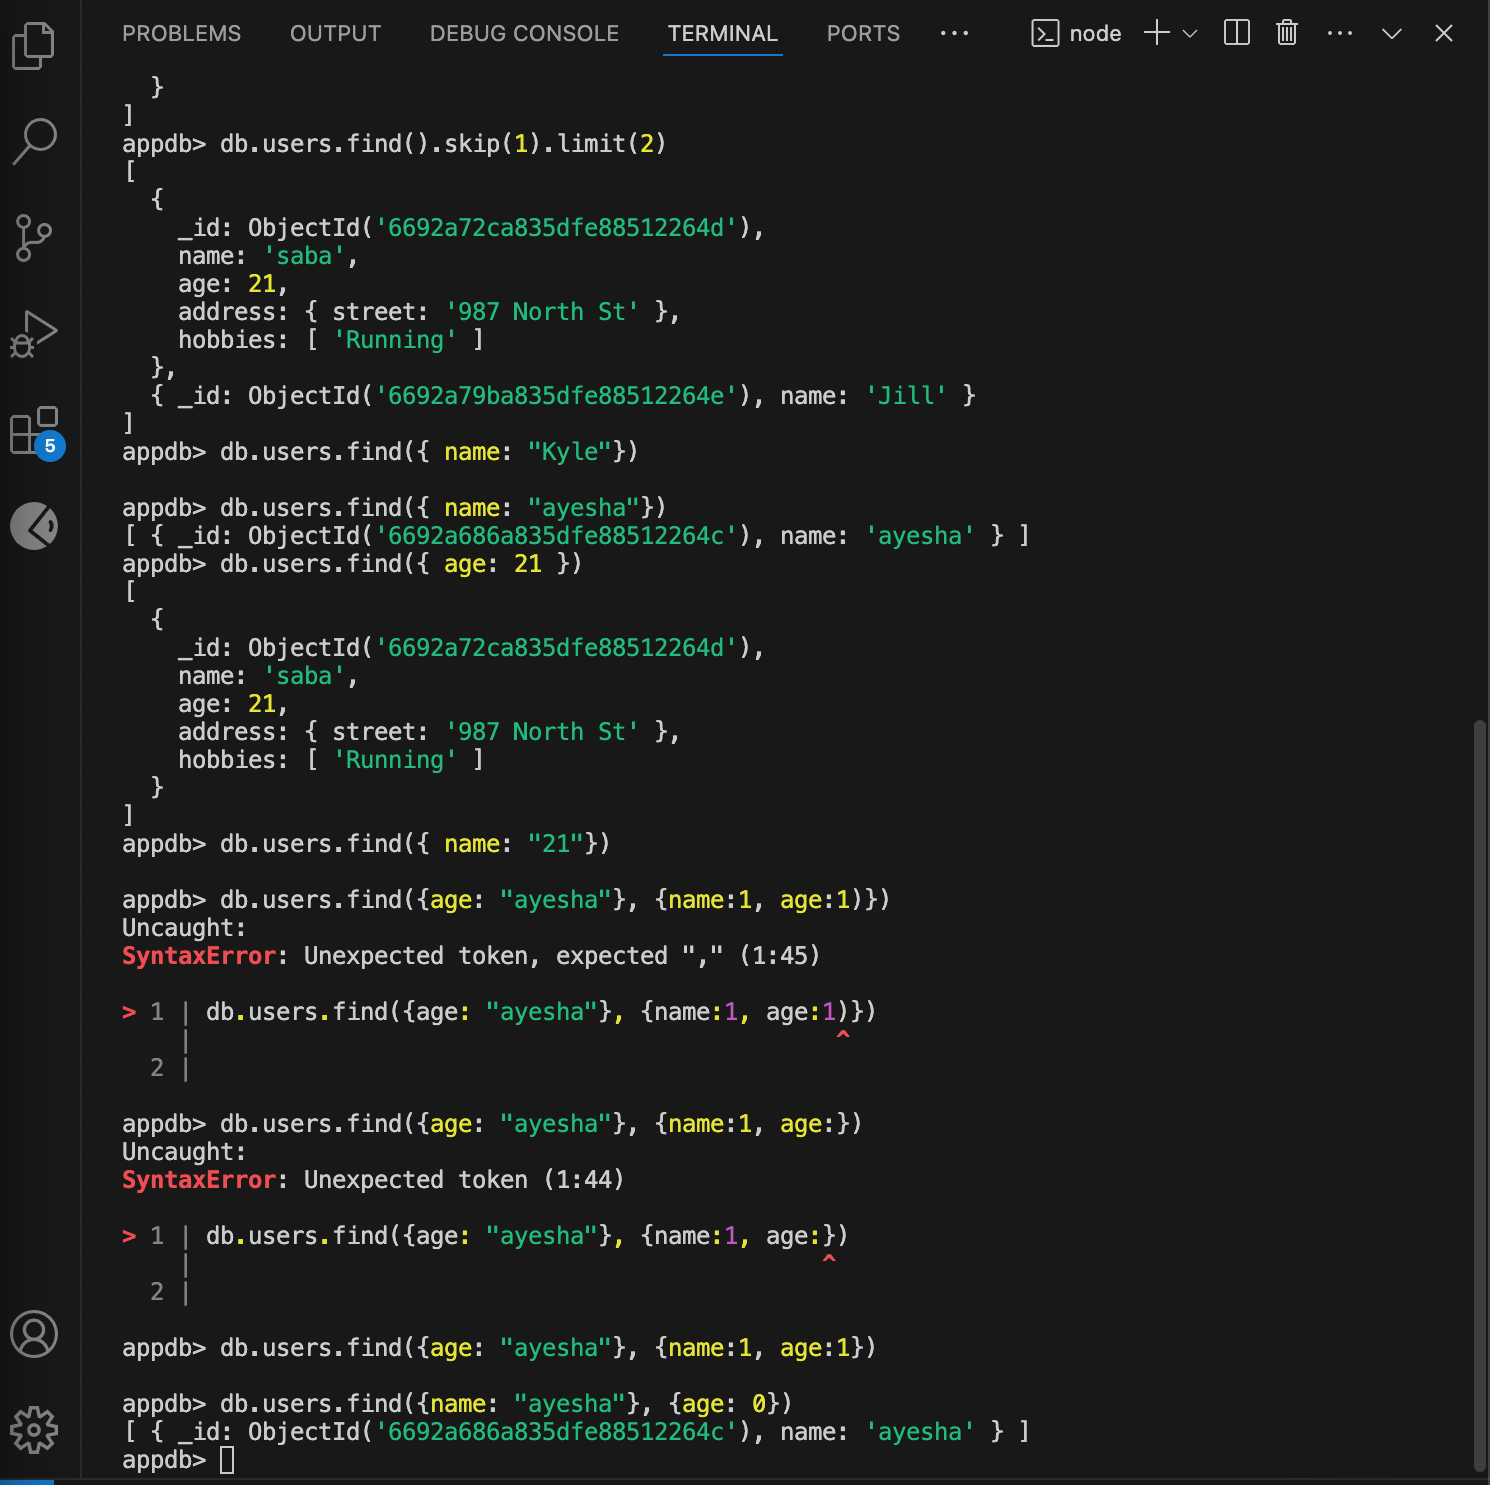 PROBLEMS OUTPUT DEBUG CONSOLE TERMINAL PORTS ··· node
  }
]
appdb> db.users.find().skip(1).limit(2)
[
  {
    _id: ObjectId('6692a72ca835dfe88512264d'),
    name: 'saba',
    age: 21,
    address: { street: '987 North St' },
    hobbies: [ 'Running' ]
  },
  { _id: ObjectId('6692a79ba835dfe88512264e'), name: 'Jill' }
]
appdb> db.users.find({ name: "Kyle"})
appdb> db.users.find({ name: "ayesha"})
[ { _id: ObjectId('6692a686a835dfe88512264c'), name: 'ayesha' } ]
appdb> db.users.find({ age: 21 })
[
  {
    _id: ObjectId('6692a72ca835dfe88512264d'),
    name: 'saba',
    age: 21,
    address: { street: '987 North St' },
    hobbies: [ 'Running' ]
  }
]
appdb> db.users.find({ name: "21"})
appdb> db.users.find({age: "ayesha"}, {name:1, age:1)})
Uncaught:
SyntaxError: Unexpected token, expected "," (1:45)
> 1 | db.users.find({age: "ayesha"}, {name:1, age:1)})
    |                                              ^
  2 |
appdb> db.users.find({age: "ayesha"}, {name:1, age:})
Uncaught:
SyntaxError: Unexpected token (1:44)
> 1 | db.users.find({age: "ayesha"}, {name:1, age:})
    |                                             ^
  2 |
appdb> db.users.find({age: "ayesha"}, {name:1, age:1})
appdb> db.users.find({name: "ayesha"}, {age: 0})
[ { _id: ObjectId('6692a686a835dfe88512264c'), name: 'ayesha' } ]
appdb>
5